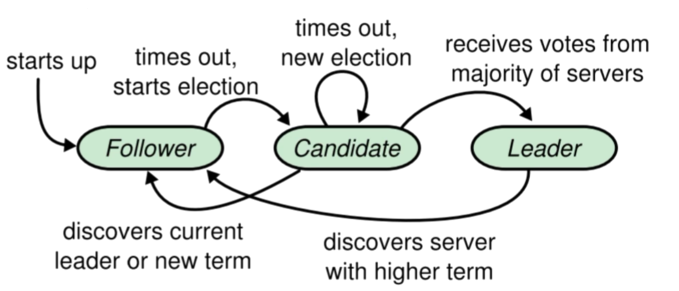 starts up
times out,
starts election
times out,
new election
receives votes from
majority of servers
Follower
Candidate
Leader
discovers current
leader or new term
discovers server
with higher term